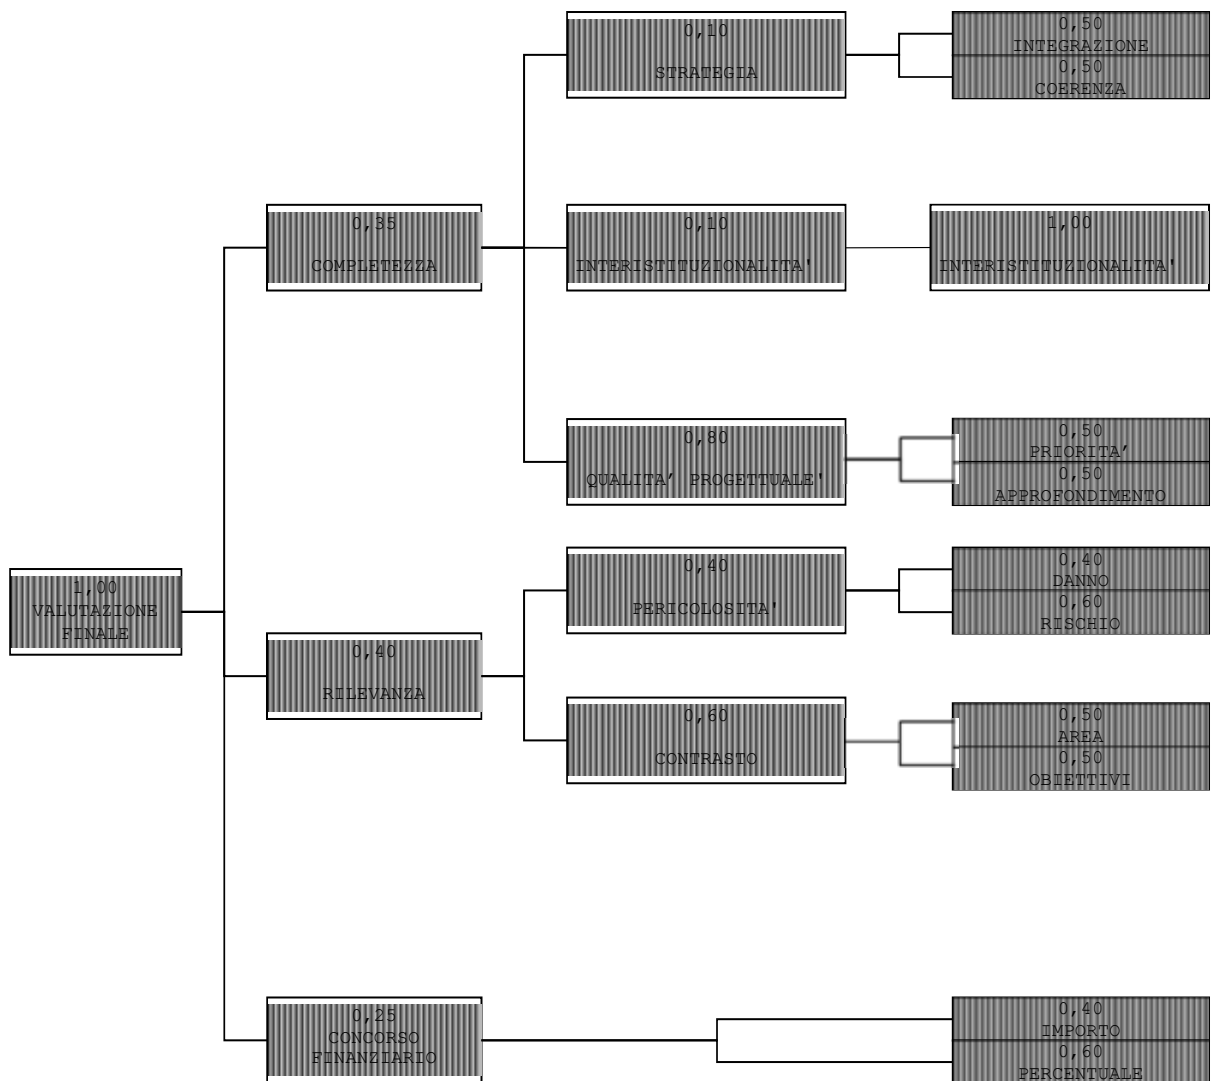 0,10
STRATEGIA
0,50
INTEGRAZIONE
0,50
COERENZA
0,35
COMPLETEZZA
0,10
INTERISTITUZIONALITA'
1,00
INTERISTITUZIONALITA'
0,80
QUALITA’ PROGETTUALE'
0,50
PRIORITA’
0,50
APPROFONDIMENTO
1,00
VALUTAZIONE
FINALE
0,40
PERICOLOSITA'
0,40
DANNO
0,60
RISCHIO
0,40
RILEVANZA
0,60
CONTRASTO
0,50
AREA
0,50
OBIETTIVI
0,25
CONCORSO
FINANZIARIO
0,40
IMPORTO
0,60
PERCENTUALE